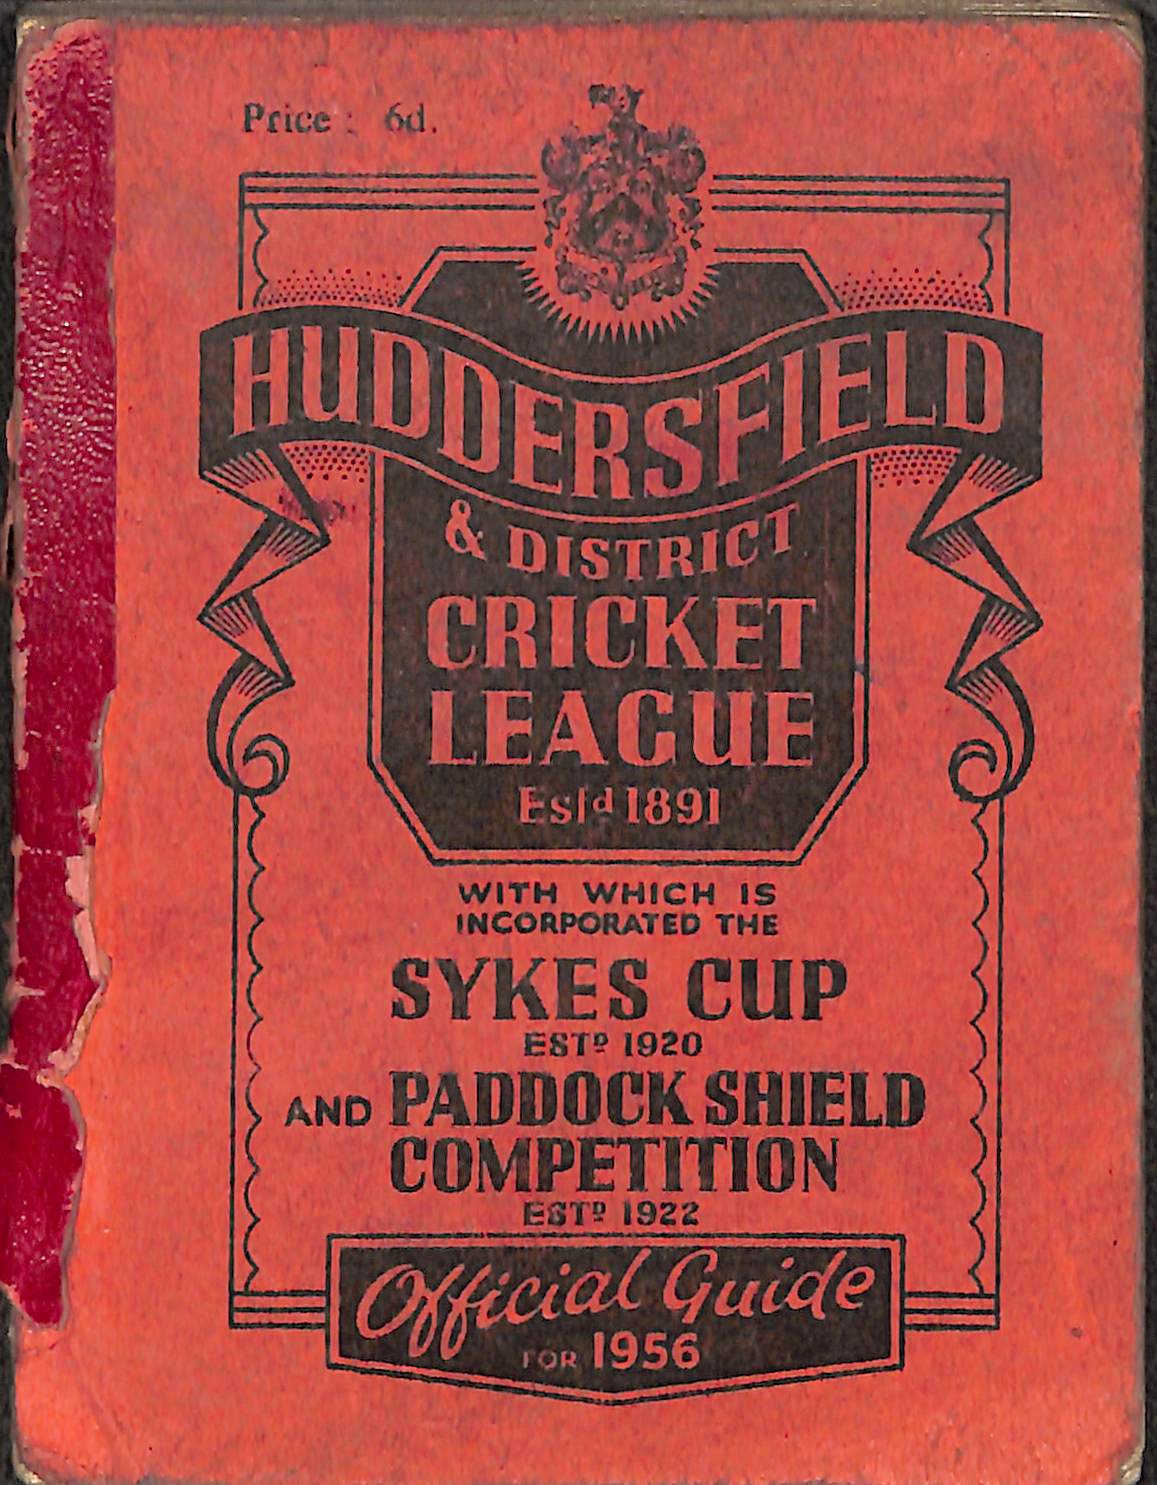 Price : 6d.
HUDDERSFIELD
& DISTRICT
CRICKET
LEAGUE
Estd 1891
WITH WHICH IS
INCORPORATED THE
SYKES CUP
ESTD 1920
AND PADDOCK SHIELD
COMPETITION
ESTD 1922
Official Guide
FOR 1956